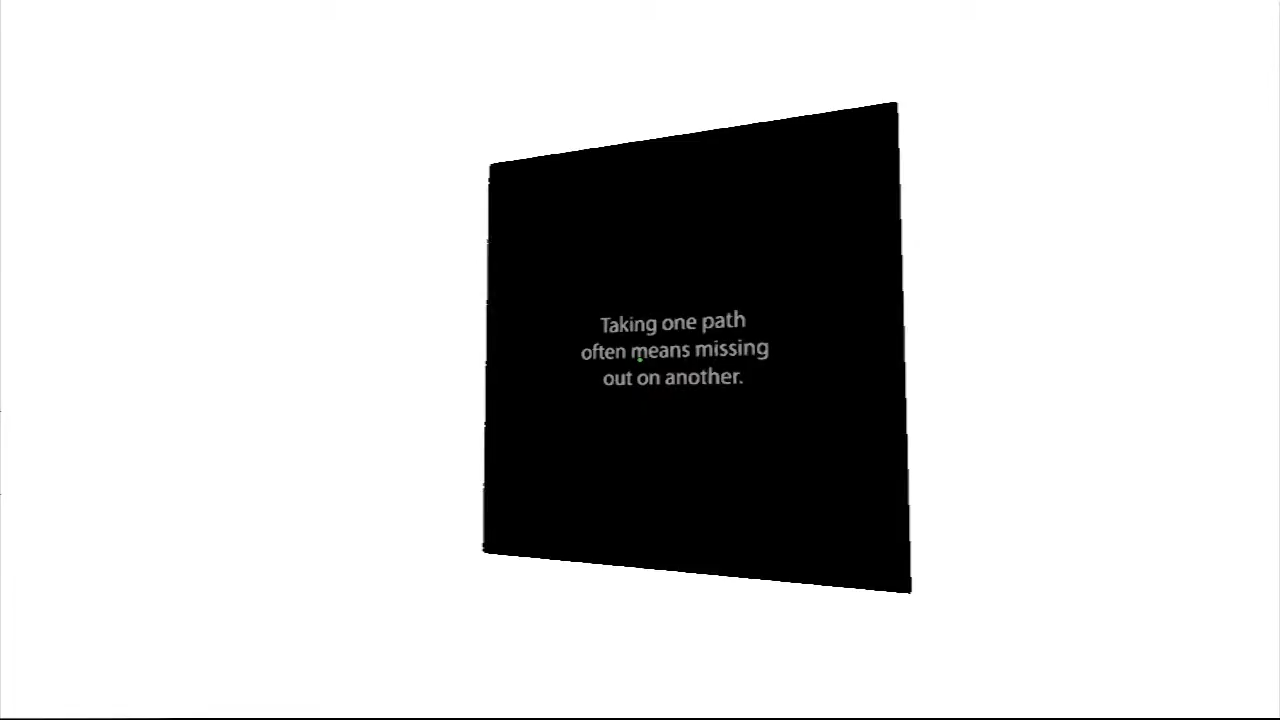 Taking one path
often means missing
out on another.